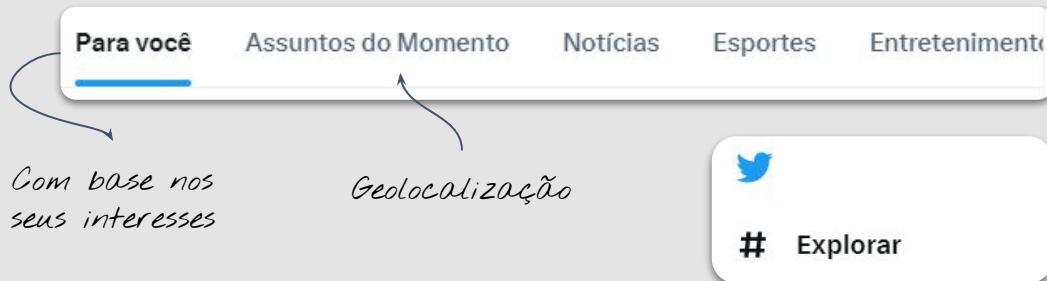 Para você Assuntos do Momento Notícias Esportes Entretenimento
Com base nos
seus interesses
Geolocalização
# Explorar